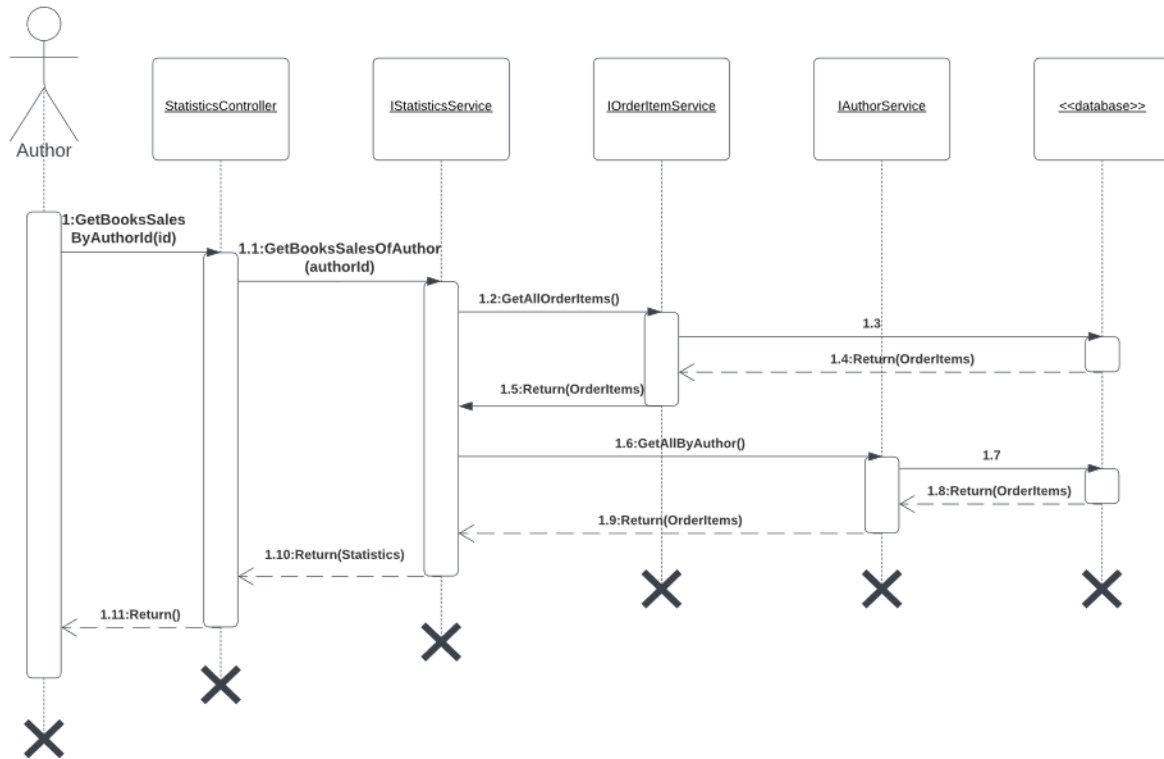 Author
StatisticsController
IStatisticsService
IOrderItemService
IAuthorService
<<database>>
1:GetBooksSales
ByAuthorId(id)
1.1:GetBooksSalesOfAuthor
(authorId)
1.2:GetAllOrderItems()
1.3
1.4:Return(OrderItems)
1.5:Return(OrderItems)
1.6:GetAllByAuthor()
1.7
1.8:Return(OrderItems)
1.9:Return(OrderItems)
1.10:Return(Statistics)
1.11:Return()